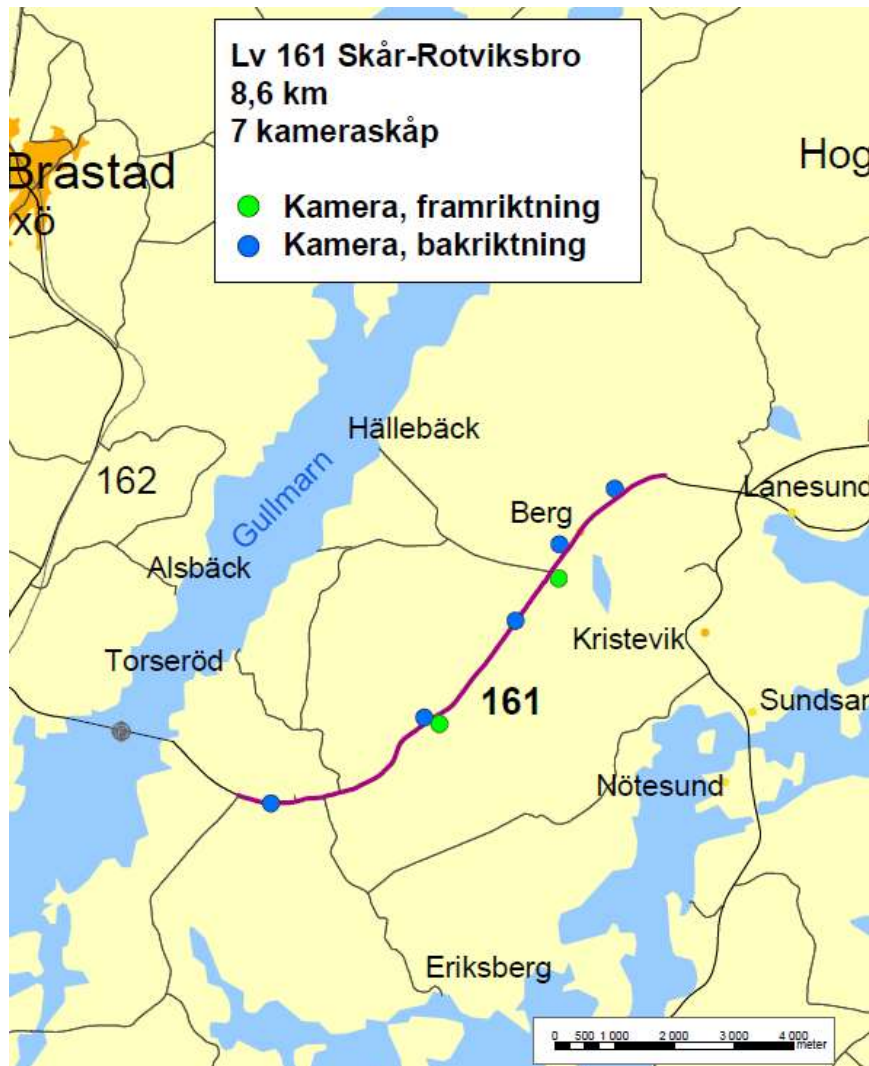 Lv 161 Skår-Rotviksbro
8,6 km
7 kameraskåp
Kamera, framriktning
Kamera, bakriktning
Brastad
xö
Hog
Hällebäck
162
Gullmarn
Lanesund
Berg
Alsbäck
Kristevik
Torseröd
161
Sundsar
Nötesund
Eriksberg
0 500 1 000 2 000 3 000 4 000
meter